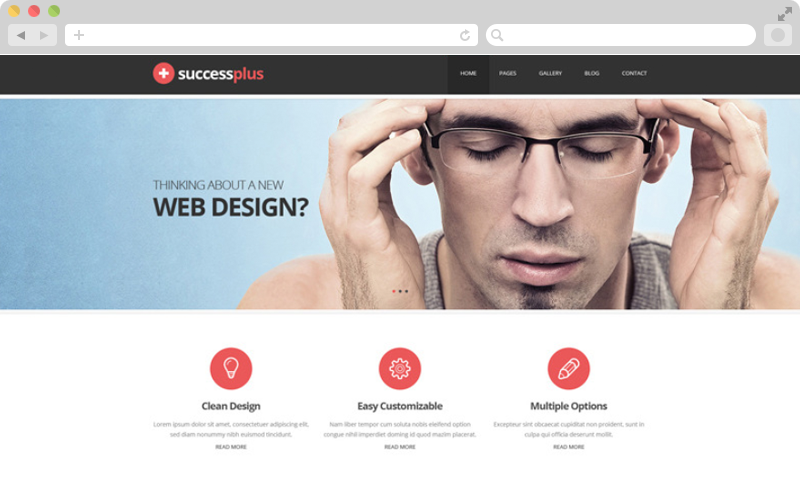 successplus
HOME PAGES GALLERY BLOG CONTACT
THINKING ABOUT A NEW
WEB DESIGN?
Clean Design
Lorem ipsum dolor sit amet, consectetuer adipiscing elit,
sed diam nonummy nibh euismod tincidunt.
READ MORE
Easy Customizable
Nam liber tempor cum soluta nobis eleifend option
congue nihil imperdiet doming id quod mazim placerat.
READ MORE
Multiple Options
Excepteur sint obcaecat cupiditat non proident, sunt in
culpa qui officia deserunt mollit.
READ MORE